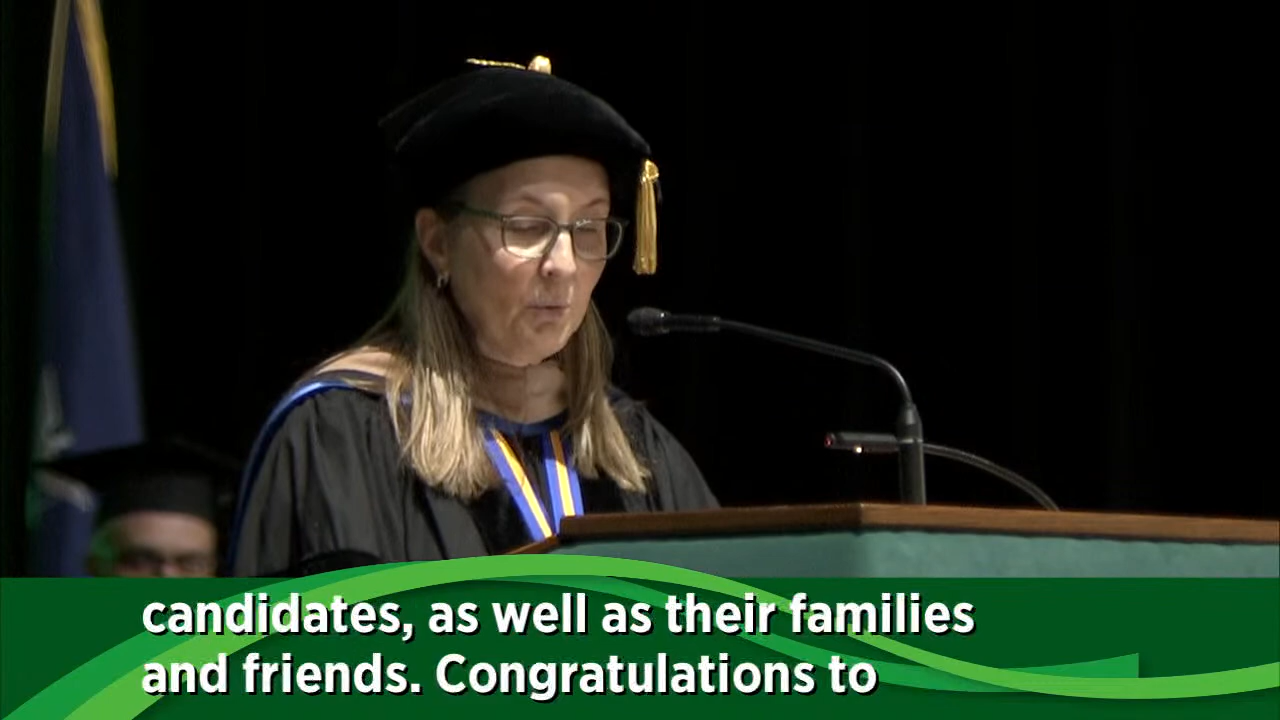 candidates, as well as their families
and friends. Congratulations to